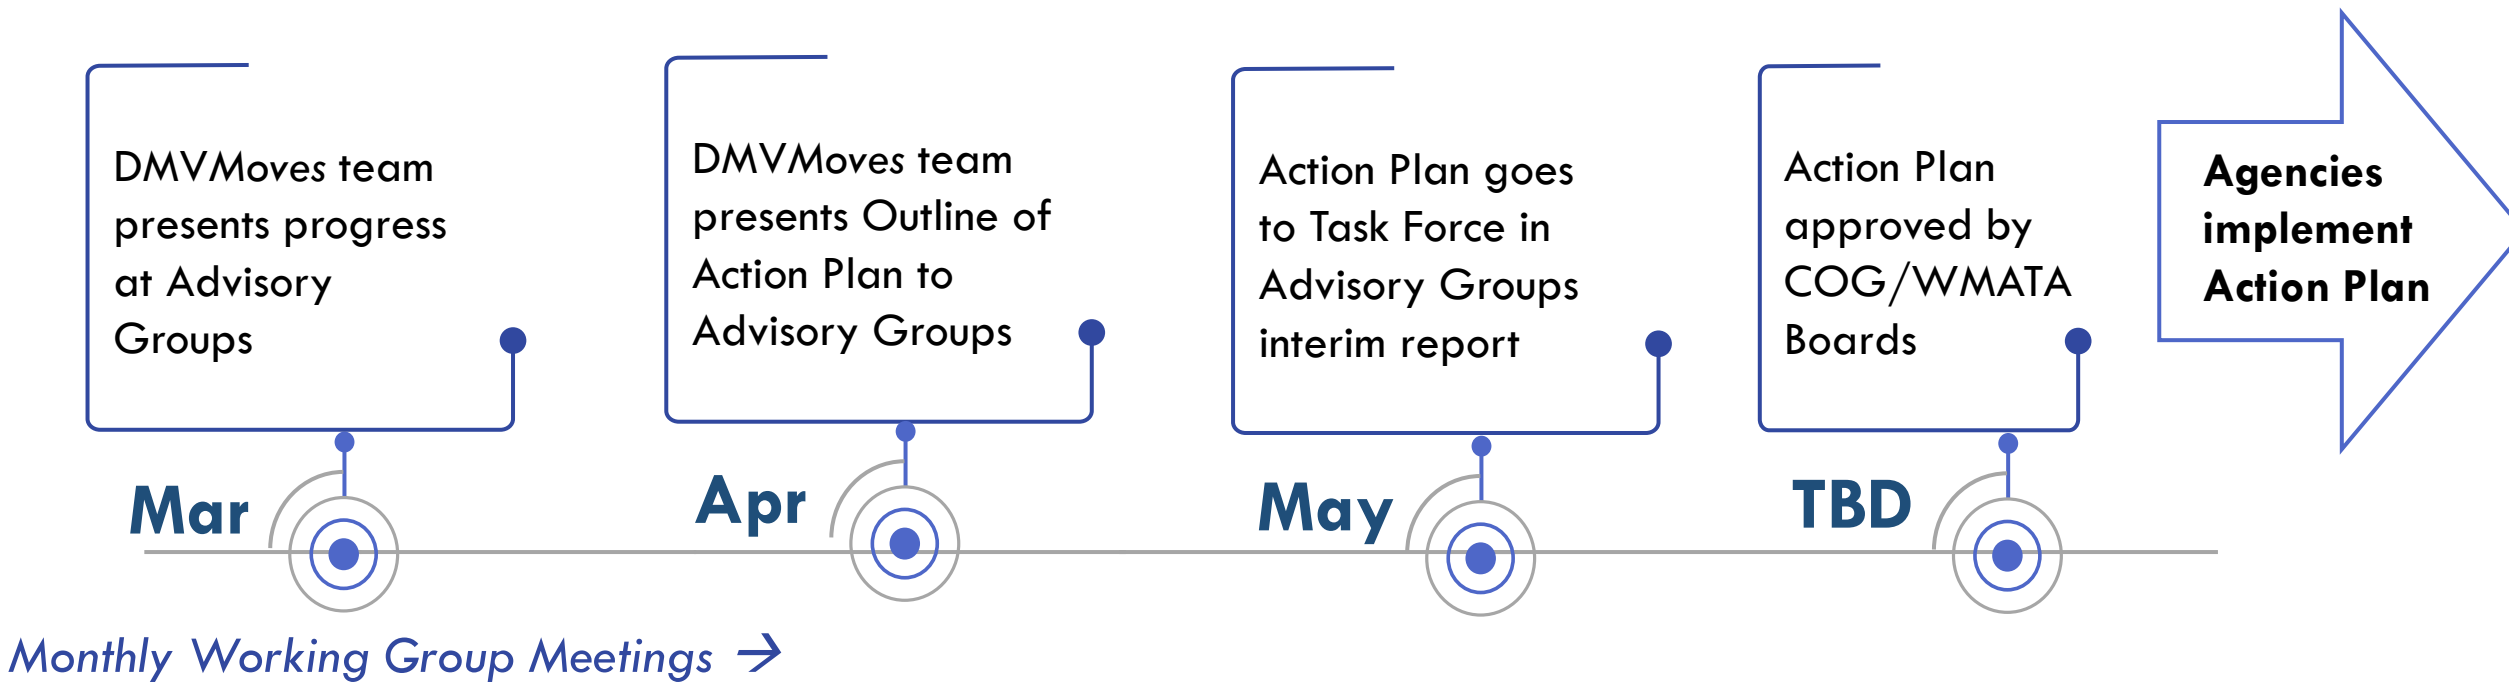 DMVMoves team
presents progress
at Advisory
Groups
DMVMoves team
presents Outline of
Action Plan to
Advisory Groups
Action Plan goes
to Task Force in
Advisory Groups
interim report
Action Plan
approved by
COG/WMATA
Boards
Agencies
implement
Action Plan
Mar
Apr
May
TBD
Monthly Working Group Meetings →